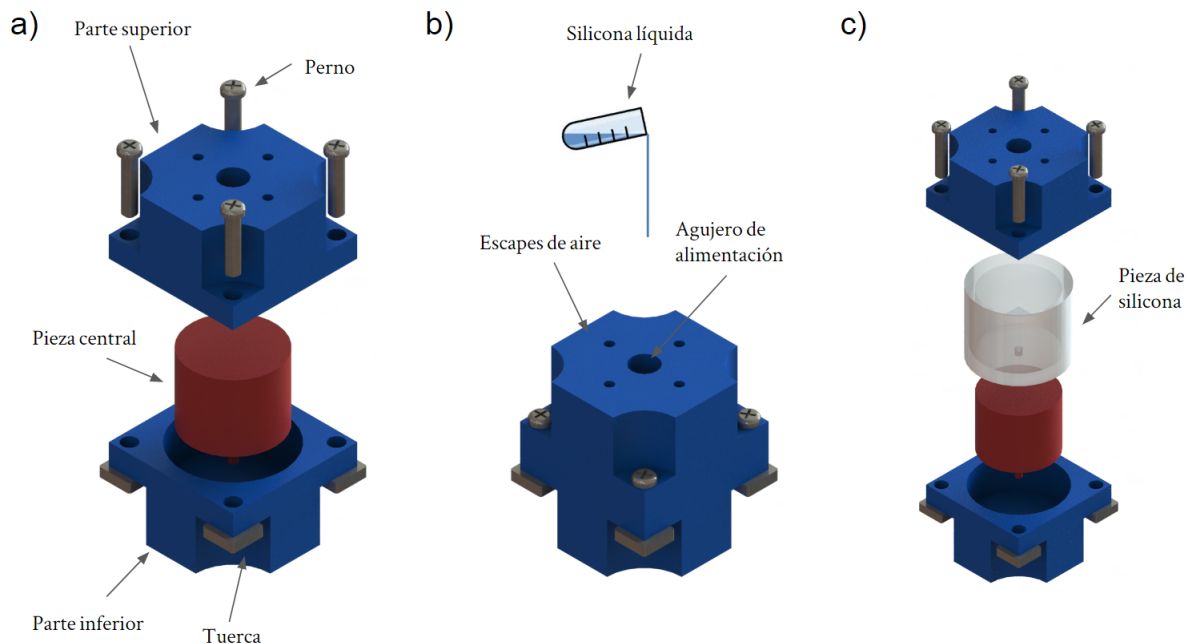 a)
Parte superior
Perno
Pieza central
Parte inferior
Tuerca
b)
Silicona líquida
Escapes de aire
Agujero de
alimentación
c)
Pieza de
silicona